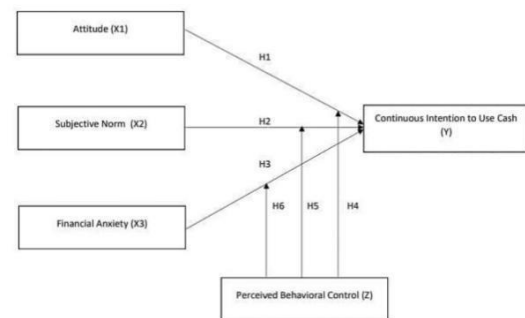 Attitude (X1)
H1
Subjective Norm (X2)
H2
Continuous Intention to Use Cash
(Y)
H3
Financial Anxiety (X3)
H6
H5
H4
Perceived Behavioral Control (Z)